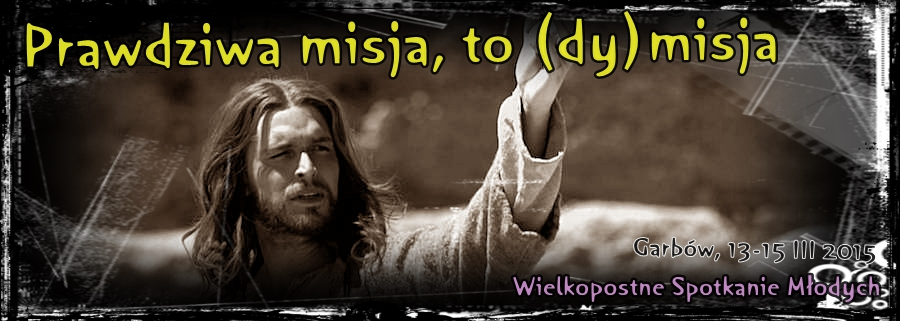 Prawdziwa misja, to (dy)misja
Garbów, 13-15 III 2015
Wielkopostne Spotkanie Młodych